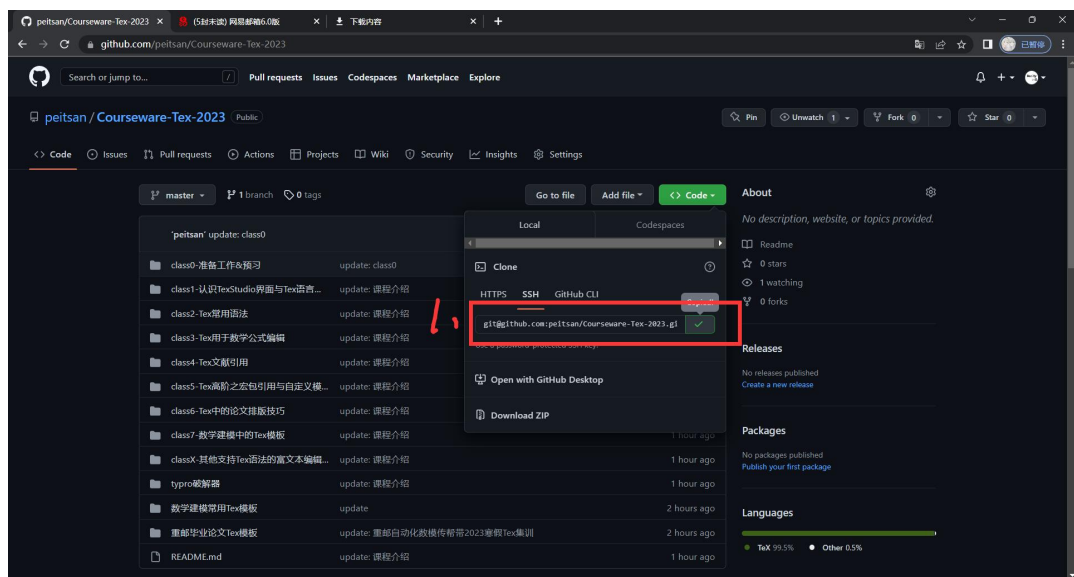 peitsan/Courseware-Tex-2023
(5封未读) 网易邮箱6.0版
下载内容
github.com/peitsan/Courseware-Tex-2023
已暂停
Search or jump to...
/
Pull requests Issues Codespaces Marketplace Explore
peitsan / Courseware-Tex-2023 Public
Pin
Unwatch 1
Fork 0
Star 0
Code Issues Pull requests Actions Projects Wiki Security Insights Settings
master 1 branch 0 tags
Go to file Add file Code
'peitsan' update: class0
class0-准备工作&预习 update: class0
class1-认识TexStudio界面与Tex语言... update: 课程介绍
class2-Tex常用语法 update: 课程介绍
class3-Tex用于数学公式编辑 update: 课程介绍
class4-Tex文献引用 update: 课程介绍
class5-Tex高阶之宏包引用与自定义模... update: 课程介绍
class6-Tex中的论文排版技巧 update: 课程介绍
class7-数学建模中的Tex模板 update: 课程介绍 1 hour ago
classX-其他支持Tex语法的富文本编辑... update: 课程介绍 1 hour ago
typro破解器 update: 课程介绍 1 hour ago
数学建模常用Tex模板 update 2 hours ago
重邮毕业论文Tex模板 update: 重邮自动化数模传帮带2023寒假Tex集训 2 hours ago
README.md update: 课程介绍 1 hour ago
Local Codespaces
Clone
HTTPS SSH GitHub CLI
git@github.com:peitsan/Courseware-Tex-2023.gi
Use a password-protected SSH key.
Open with GitHub Desktop
Download ZIP
1.
About
No description, website, or topics provided.
Readme
0 stars
1 watching
0 forks
Releases
No releases published
Create a new release
Packages
No packages published
Publish your first package
Languages
TeX 99.5% Other 0.5%